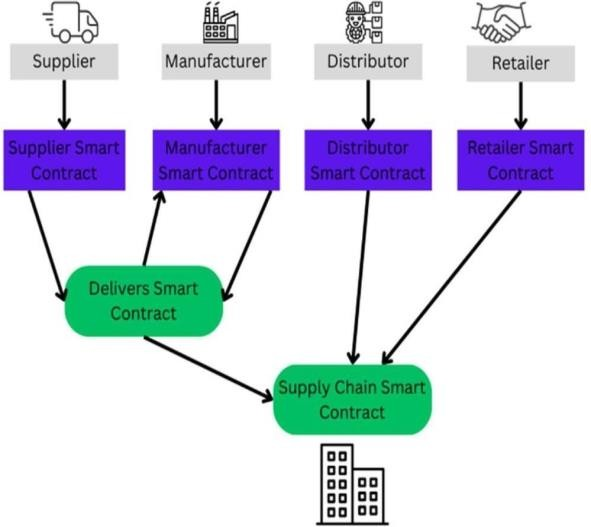 Supplier
Manufacturer
Distributor
Retailer
Supplier Smart
Contract
Manufacturer
Smart Contract
Distributor
Smart Contract
Retailer Smart
Contract
Delivers Smart
Contract
Supply Chain Smart
Contract